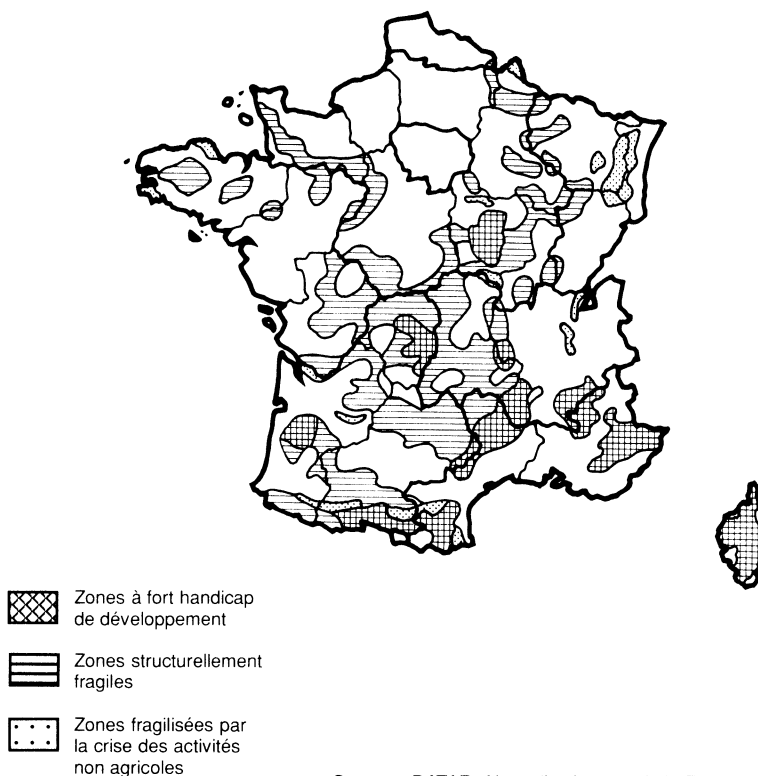 Zones à fort handicap
de développement
Zones structurellement
fragiles
Zones fragilisées par
la crise des activités
non agricoles